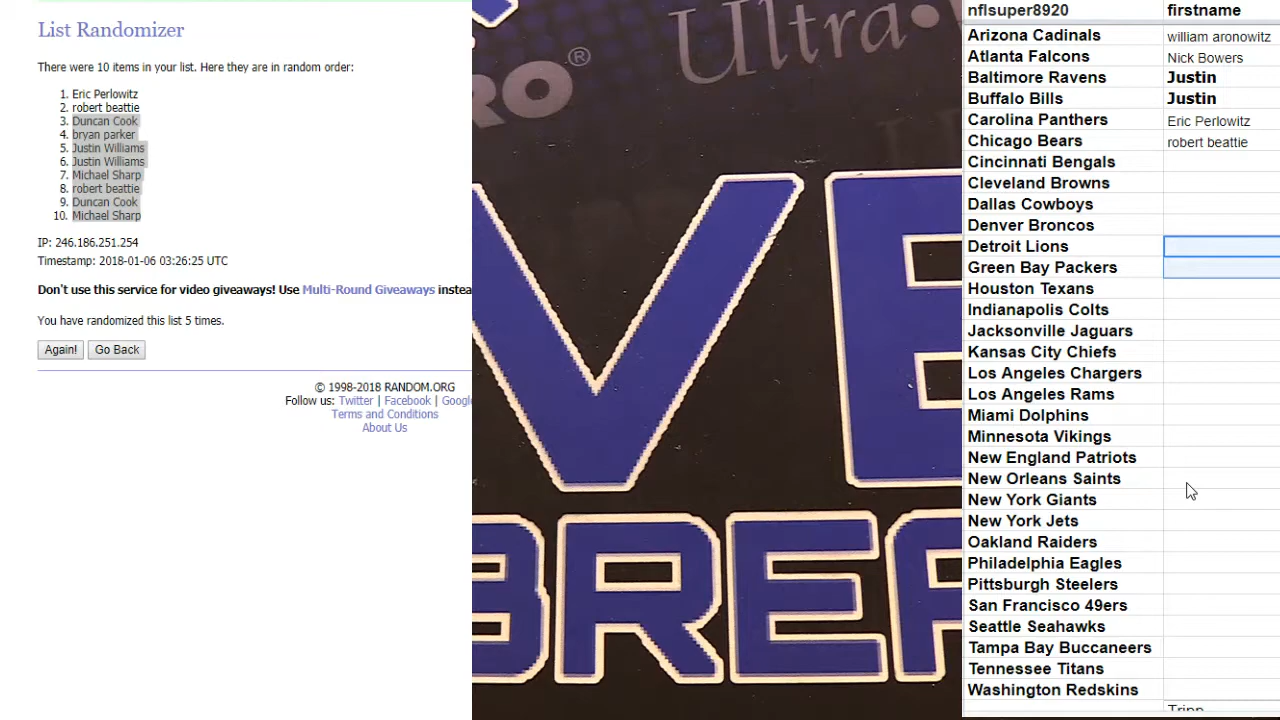 List Randomizer
There were 10 items in your list. Here they are in random order:
1. Eric Perlowitz
2. robert beattie
3. Duncan Cook
4. bryan parker
5. Justin Williams
6. Justin Williams
7. Michael Sharp
8. robert beattie
9. Duncan Cook
10. Michael Sharp
IP: 246.186.251.254
Timestamp: 2018-01-06 03:26:25 UTC
Don't use this service for video giveaways! Use Multi-Round Giveaways instea
You have randomized this list 5 times.
Again! Go Back
© 1998-2018 RANDOM.ORG
Follow us: Twitter | Facebook | Google
Terms and Conditions
About Us
RO® Ultra•
VE
BREA
nflsuper8920 firstname
Arizona Cadinals william aronowitz
Atlanta Falcons Nick Bowers
Baltimore Ravens Justin
Buffalo Bills Justin
Carolina Panthers Eric Perlowitz
Chicago Bears robert beattie
Cincinnati Bengals
Cleveland Browns
Dallas Cowboys
Denver Broncos
Detroit Lions
Green Bay Packers
Houston Texans
Indianapolis Colts
Jacksonville Jaguars
Kansas City Chiefs
Los Angeles Chargers
Los Angeles Rams
Miami Dolphins
Minnesota Vikings
New England Patriots
New Orleans Saints
New York Giants
New York Jets
Oakland Raiders
Philadelphia Eagles
Pittsburgh Steelers
San Francisco 49ers
Seattle Seahawks
Tampa Bay Buccaneers
Tennessee Titans
Washington Redskins
Tripp